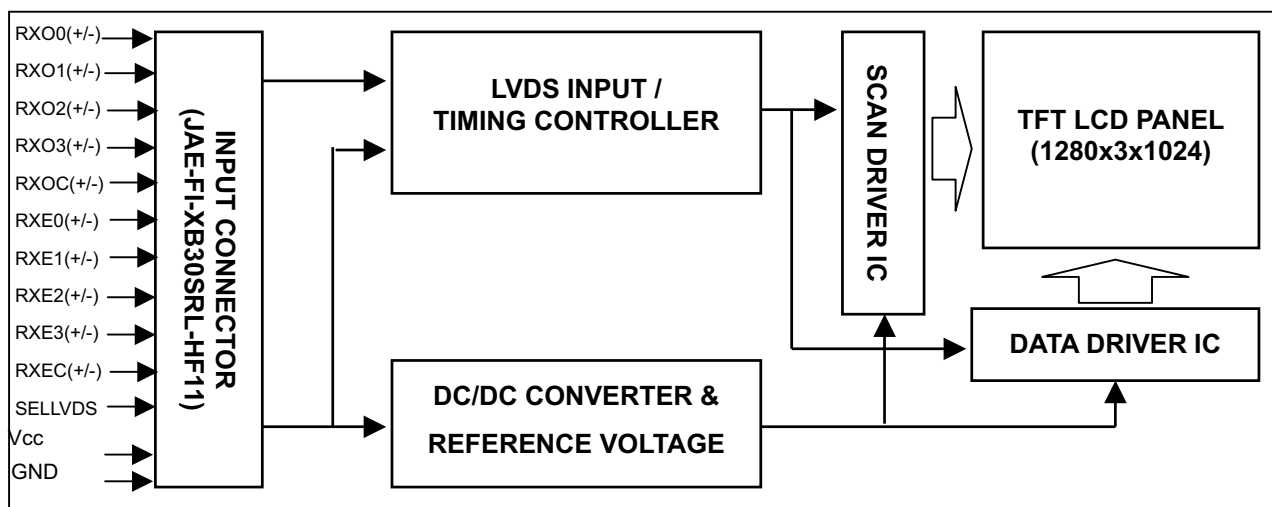 RXO0(+/-)
RXO1(+/-)
RXO2(+/-)
RXO3(+/-)
RXOC(+/-)
RXE0(+/-)
RXE1(+/-)
RXE2(+/-)
RXE3(+/-)
RXEC(+/-)
SELLVDS
Vcc
GND
INPUT CONNECTOR
(JAE-FI-XB30SRL-HF11)
LVDS INPUT /
TIMING CONTROLLER
DC/DC CONVERTER &
REFERENCE VOLTAGE
SCAN DRIVER IC
TFT LCD PANEL
(1280x3x1024)
DATA DRIVER IC